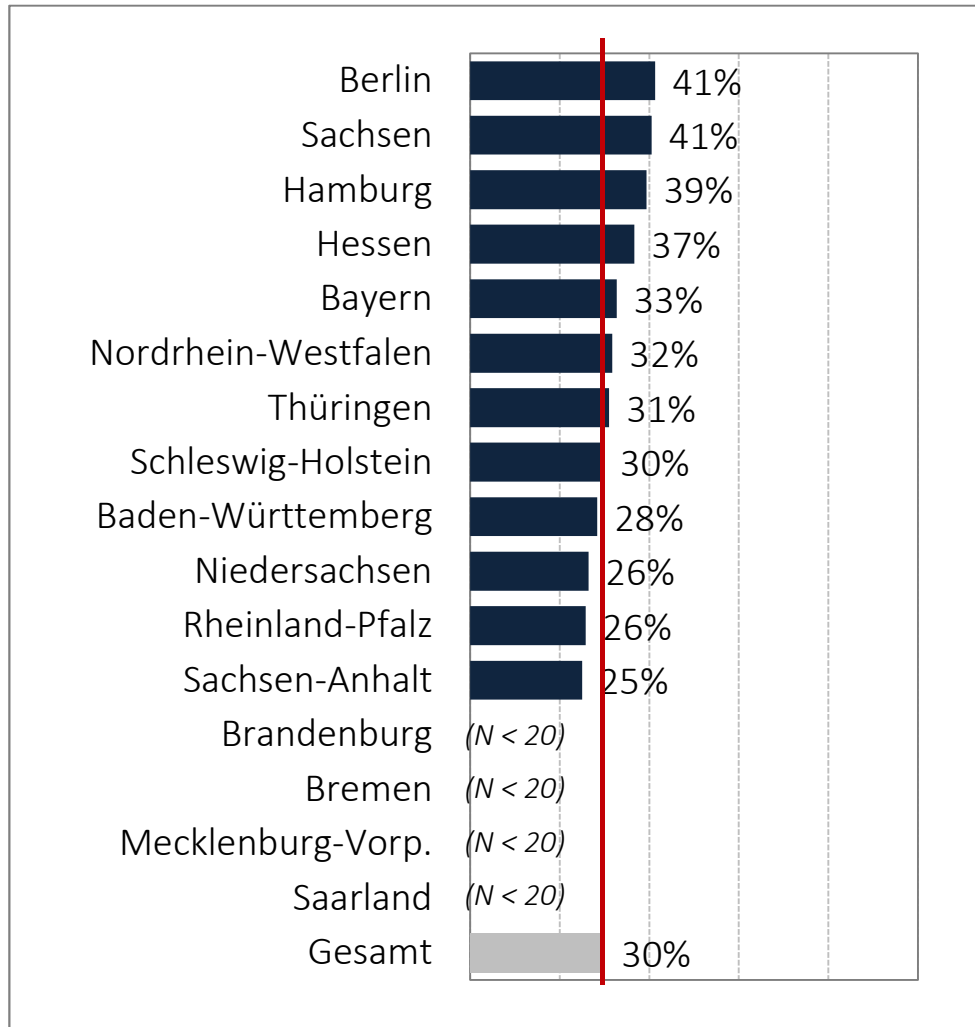 Berlin 41%
Sachsen 41%
Hamburg 39%
Hessen 37%
Bayern 33%
Nordrhein-Westfalen 32%
Thüringen 31%
Schleswig-Holstein 30%
Baden-Württemberg 28%
Niedersachsen 26%
Rheinland-Pfalz 26%
Sachsen-Anhalt 25%
Brandenburg (N < 20)
Bremen (N < 20)
Mecklenburg-Vorp. (N < 20)
Saarland (N < 20)
Gesamt 30%